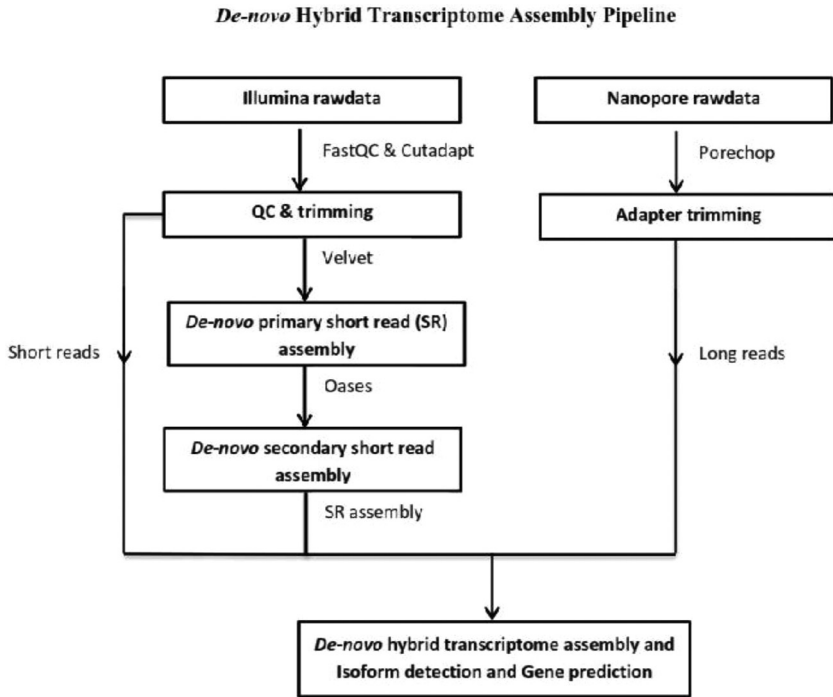 De-novo Hybrid Transcriptome Assembly Pipeline
Illumina rawdata
Nanopore rawdata
FastQC & Cutadapt
Porechop
QC & trimming
Adapter trimming
Velvet
De-novo primary short read (SR)
assembly
Short reads
Long reads
Oases
De-novo secondary short read
assembly
SR assembly
De-novo hybrid transcriptome assembly and
Isoform detection and Gene prediction